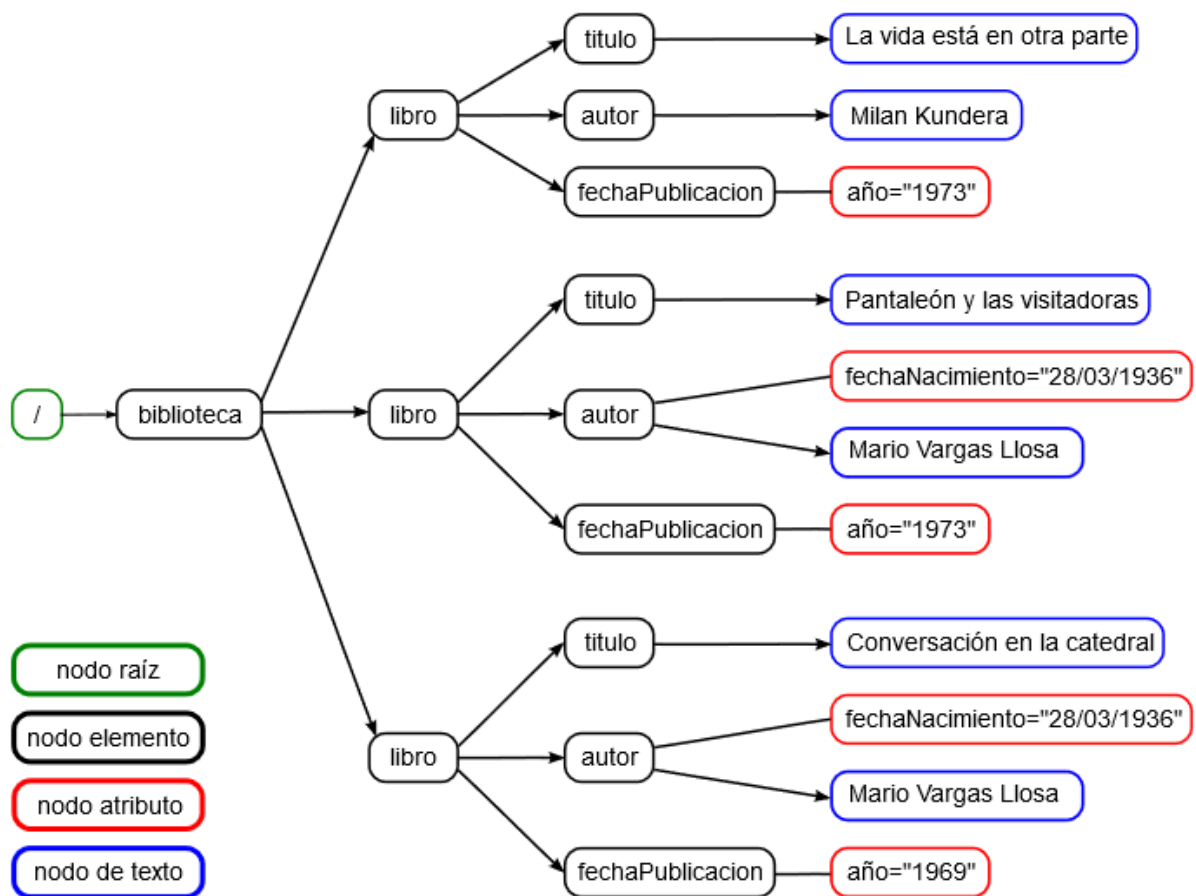 titulo
La vida está en otra parte
libro
autor
Milan Kundera
fechaPublicacion
año="1973"
titulo
Pantaleón y las visitadoras
/
biblioteca
libro
autor
fechaNacimiento="28/03/1936"
Mario Vargas Llosa
fechaPublicacion
año="1973"
titulo
Conversación en la catedral
libro
autor
fechaNacimiento="28/03/1936"
Mario Vargas Llosa
fechaPublicacion
año="1969"
nodo raíz
nodo elemento
nodo atributo
nodo de texto